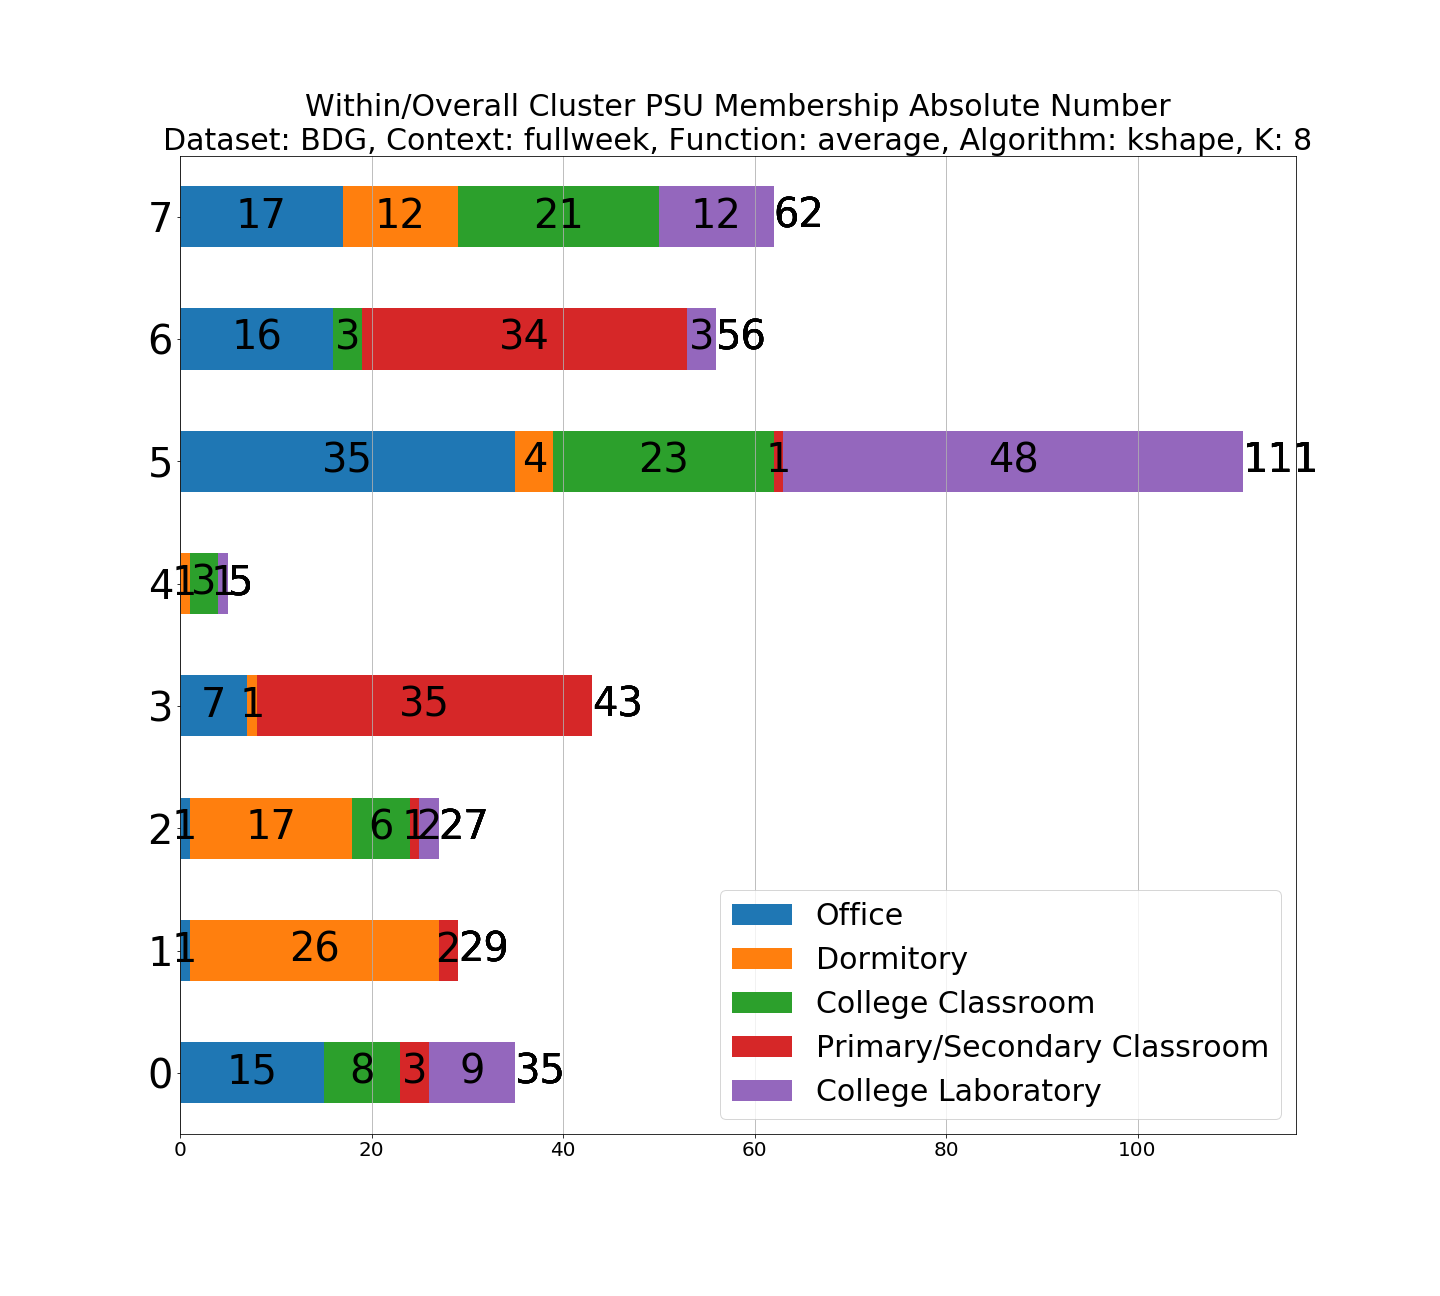 Within/Overall Cluster PSU Membership Absolute Number
Dataset: BDG, Context: fullweek, Function: average, Algorithm: kshape, K: 8
7 17 12 21 12 62
6 16 3 34 3 56
5 35 4 23 1 48 111
4 1 3 1 5
3 7 1 35 43
2 1 17 6 1 2 27
1 1 26 2 29
0 15 8 3 9 35
Office
Dormitory
College Classroom
Primary/Secondary Classroom
College Laboratory
0 20 40 60 80 100